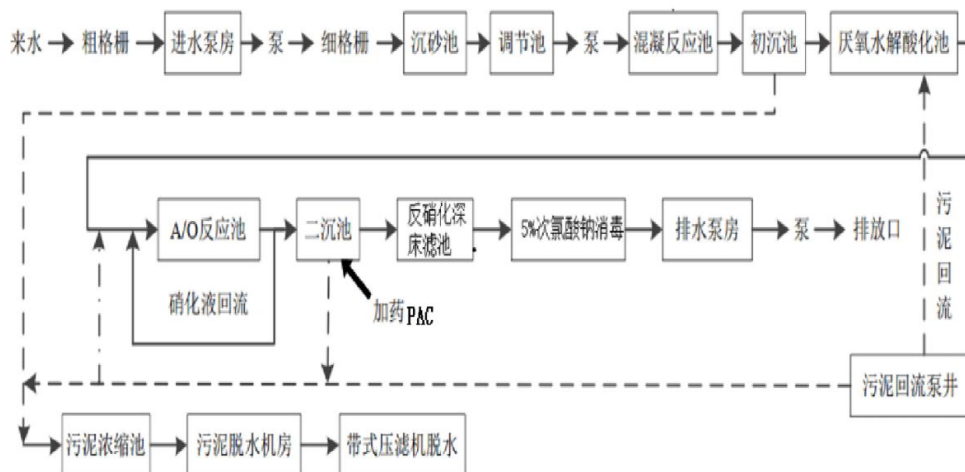 来水
粗格栅
进水泵房
泵
细格栅
沉砂池
调节池
泵
混凝反应池
初沉池
厌氧水解酸化池
A/O反应池
二沉池
反硝化深
床滤池
5%次氯酸钠消毒
排水泵房
泵
排放口
污泥回流
硝化液回流
加药PAC
污泥回流泵井
污泥浓缩池
污泥脱水机房
带式压滤机脱水